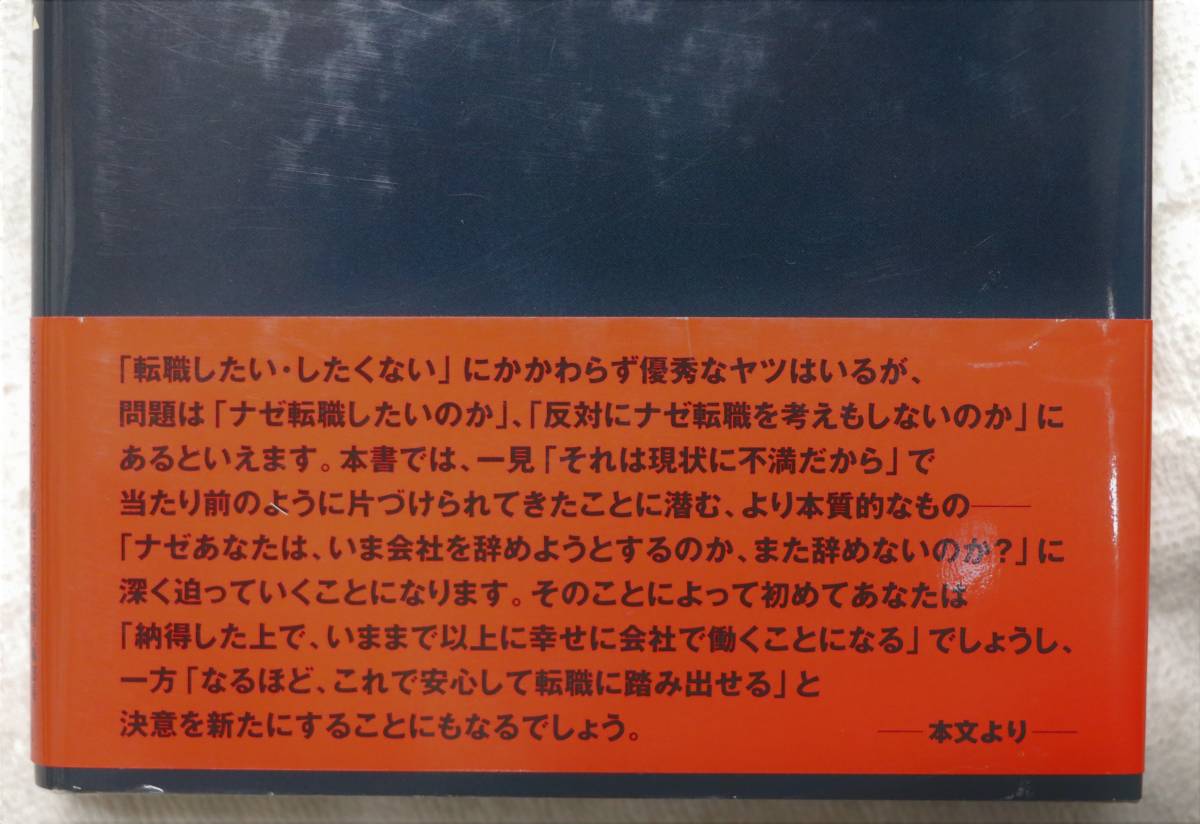 「転職したい・したくない」にかかわらず優秀なヤツはいるが、
問題は「ナゼ転職したいのか」、「反対にナゼ転職を考えもしないのか」に
あるといえます。本書では、一見「それは現状に不満だから」で
当たり前のように片づけられてきたことに潜む、より本質的なもの——
「ナゼあなたは、いま会社を辞めようとするのか、また辞めないのか?」に
深く迫っていくことになります。そのことによって初めてあなたは
「納得した上で、いままで以上に幸せに会社で働くことになる」でしょうし、
一方「なるほど、これで安心して転職に踏み出せる」と
決意を新たにすることにもなるでしょう。
——本文より——